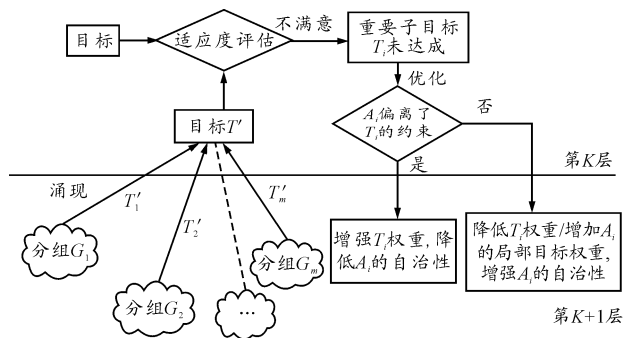 目标
适应度评估
不满意
重要子目标
Ti未达成
优化
目标T′
Ai偏离了
Ti的约束
否
是
第K层
涌现
T′1
T′2
T′m
分组G1
分组G2
…
分组Gm
增强Ti权重,降
低Ai的自治性
降低Ti权重/增加Ai
的局部目标权重,
增强Ai的自治性
第K+1层